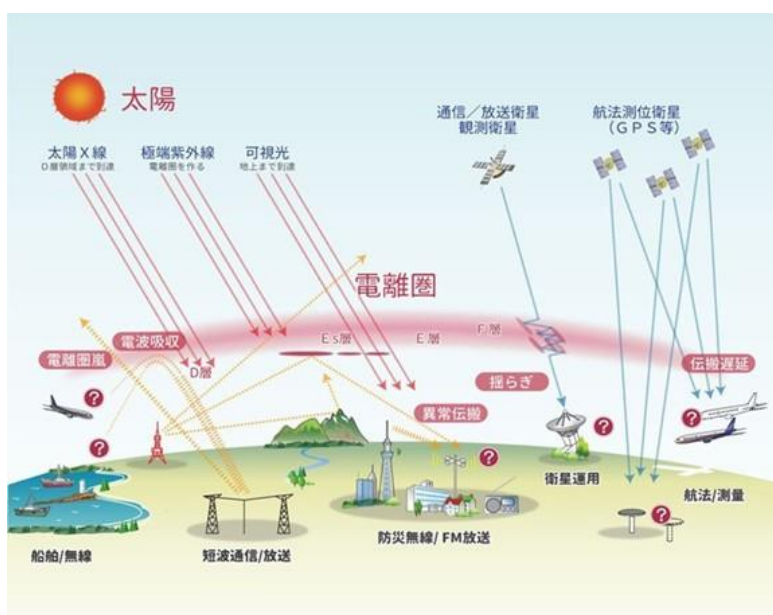 太陽
通信／放送衛星
観測衛星
航法測位衛星
（ＧＰＳ等）
太陽Ｘ線
Ｄ層領域まで到達
極端紫外線
電離圏を作る
可視光
地上まで到達
電離圏
Ｆ層
Ｅs層
Ｅ層
電波吸収
電離圏嵐
D層
伝搬遅延
揺らぎ
異常伝搬
?
?
?
?
?
?
衛星運用
航法/測量
防災無線/ FM放送
短波通信/放送
船舶/無線